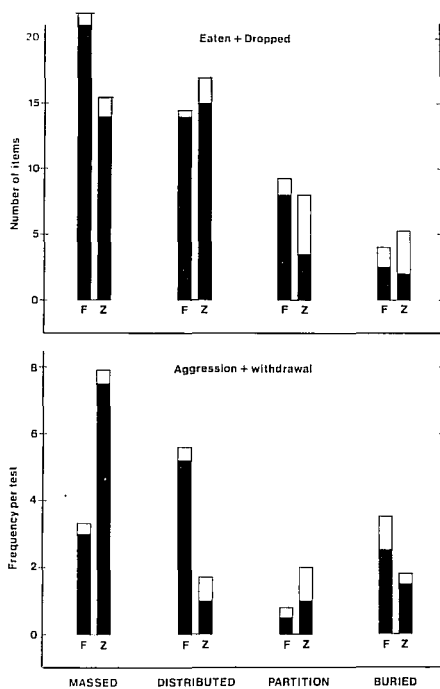 Eaten + Dropped
20
15
10
5
0
Number of items
F Z F Z F Z F Z
Aggression + withdrawal
8
6
4
2
0
Frequency per test
F Z F Z F Z F Z
MASSED DISTRIBUTED PARTITION BURIED